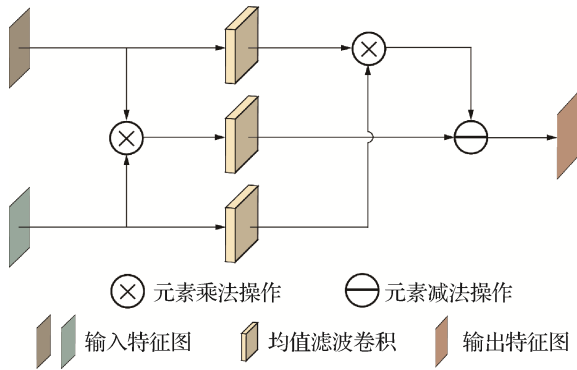 元素乘法操作
元素减法操作
输入特征图
均值滤波卷积
输出特征图